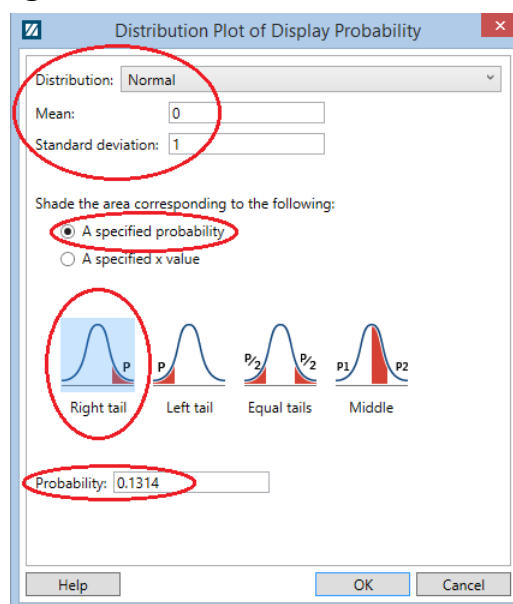 Distribution Plot of Display Probability
Distribution: Normal
Mean: 0
Standard deviation: 1
Shade the area corresponding to the following:
A specified probability
A specified x value
P P P/2 P/2 P1 P2
Right tail Left tail Equal tails Middle
Probability: 0.1314
Help OK Cancel